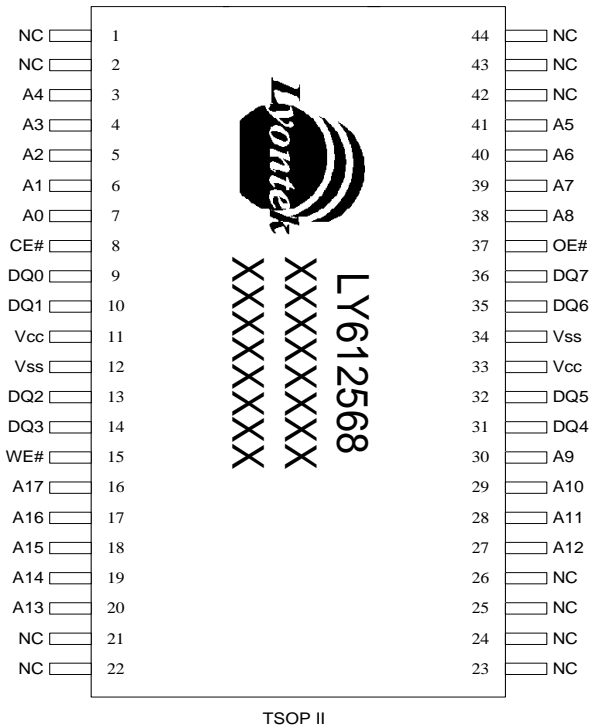 NC 1 44 NC
NC 2 43 NC
A4 3 42 NC
A3 4 41 A5
A2 5 40 A6
A1 6 39 A7
A0 7 38 A8
CE# 8 37 OE#
DQ0 9 36 DQ7
DQ1 10 35 DQ6
Vcc 11 34 Vss
Vss 12 33 Vcc
DQ2 13 32 DQ5
DQ3 14 31 DQ4
WE# 15 30 A9
A17 16 29 A10
A16 17 28 A11
A15 18 27 A12
A14 19 26 NC
A13 20 25 NC
NC 21 24 NC
NC 22 23 NC
Lyontek
LY612568
XXXXXXXX
XXXXXXXX
TSOP II